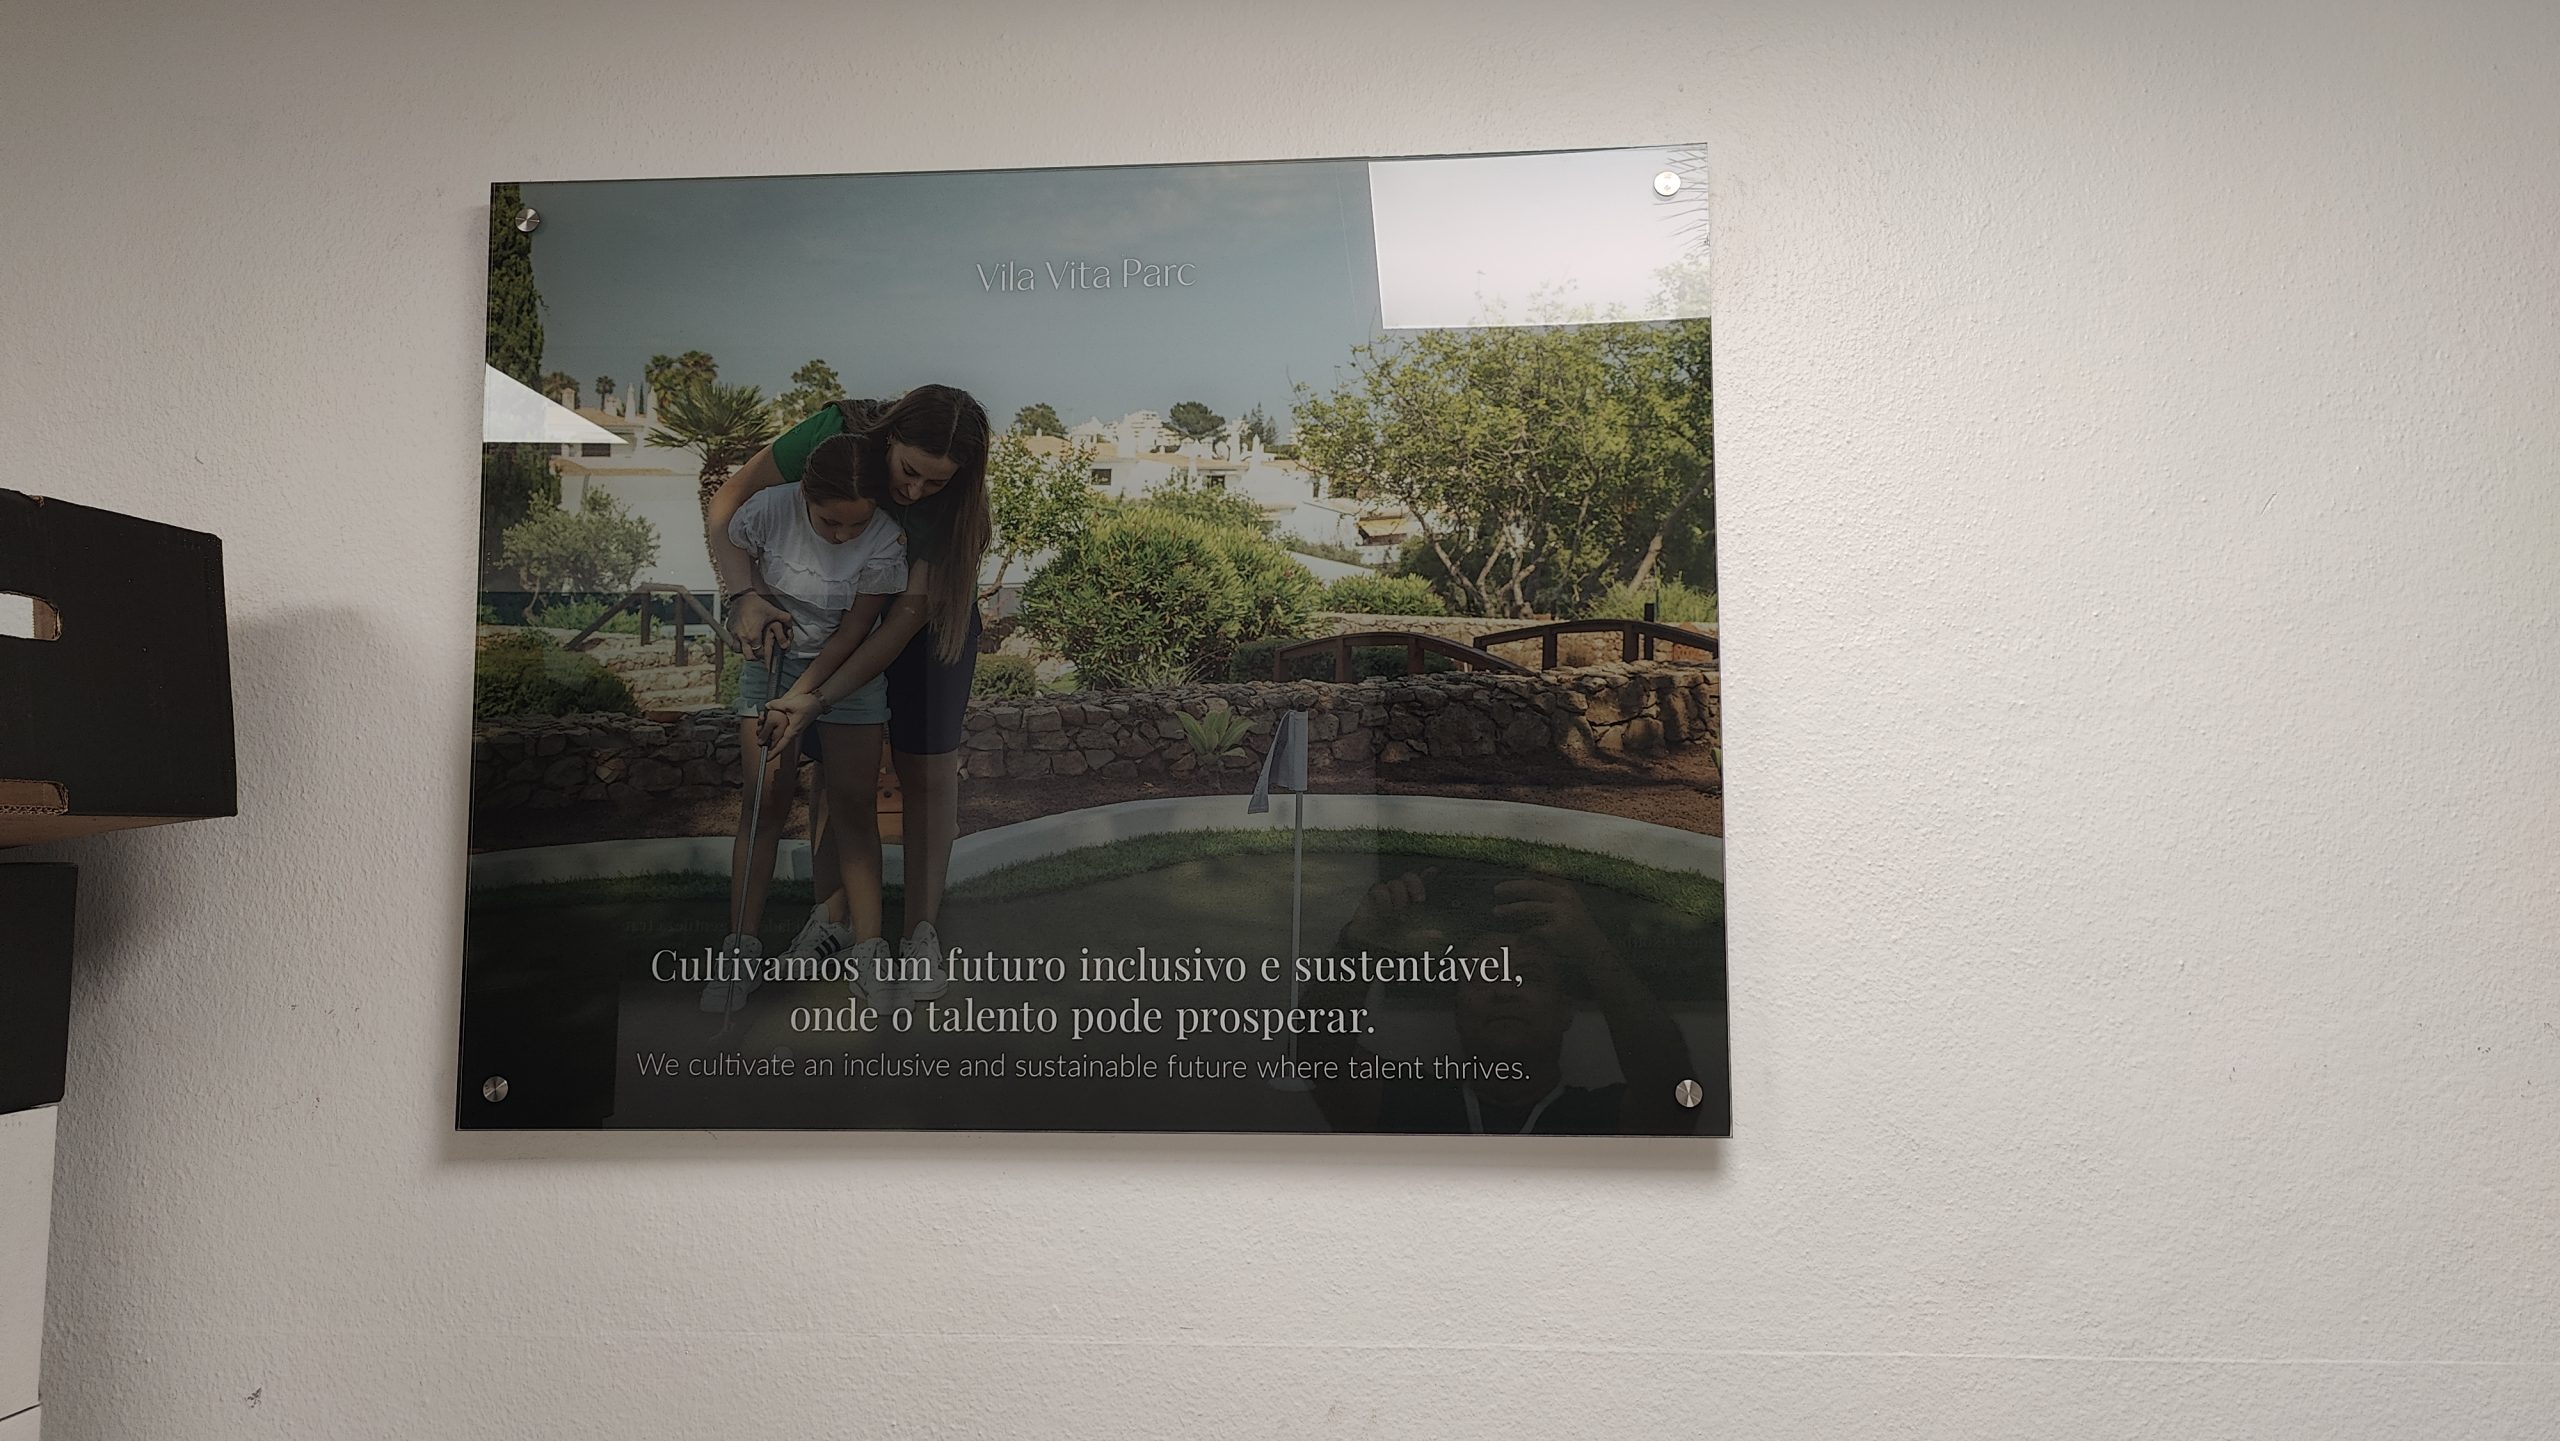 Vila Vita Parc
Cultivamos um futuro inclusivo e sustentável,
onde o talento pode prosperar.
We cultivate an inclusive and sustainable future where talent thrives.